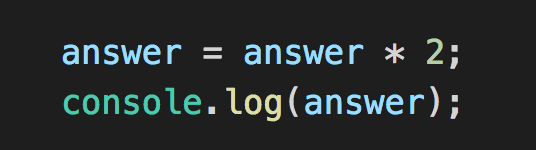 answer = answer * 2;
console.log(answer);